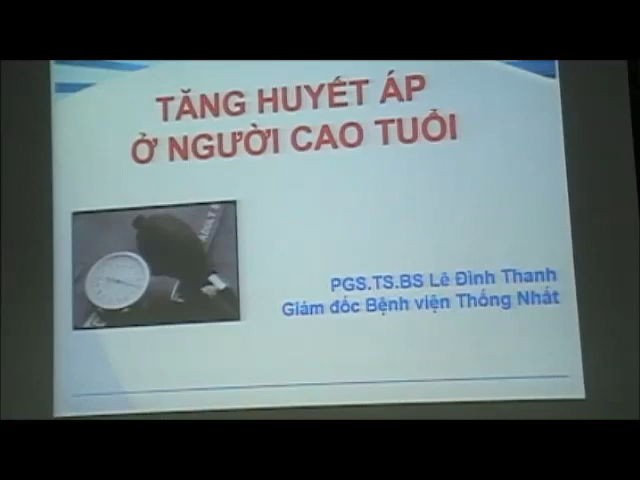 TĂNG HUYẾT ÁP
Ở NGƯỜI CAO TUỔI
PGS.TS.BS Lê Đình Thanh
Giám đốc Bệnh viện Thống Nhất